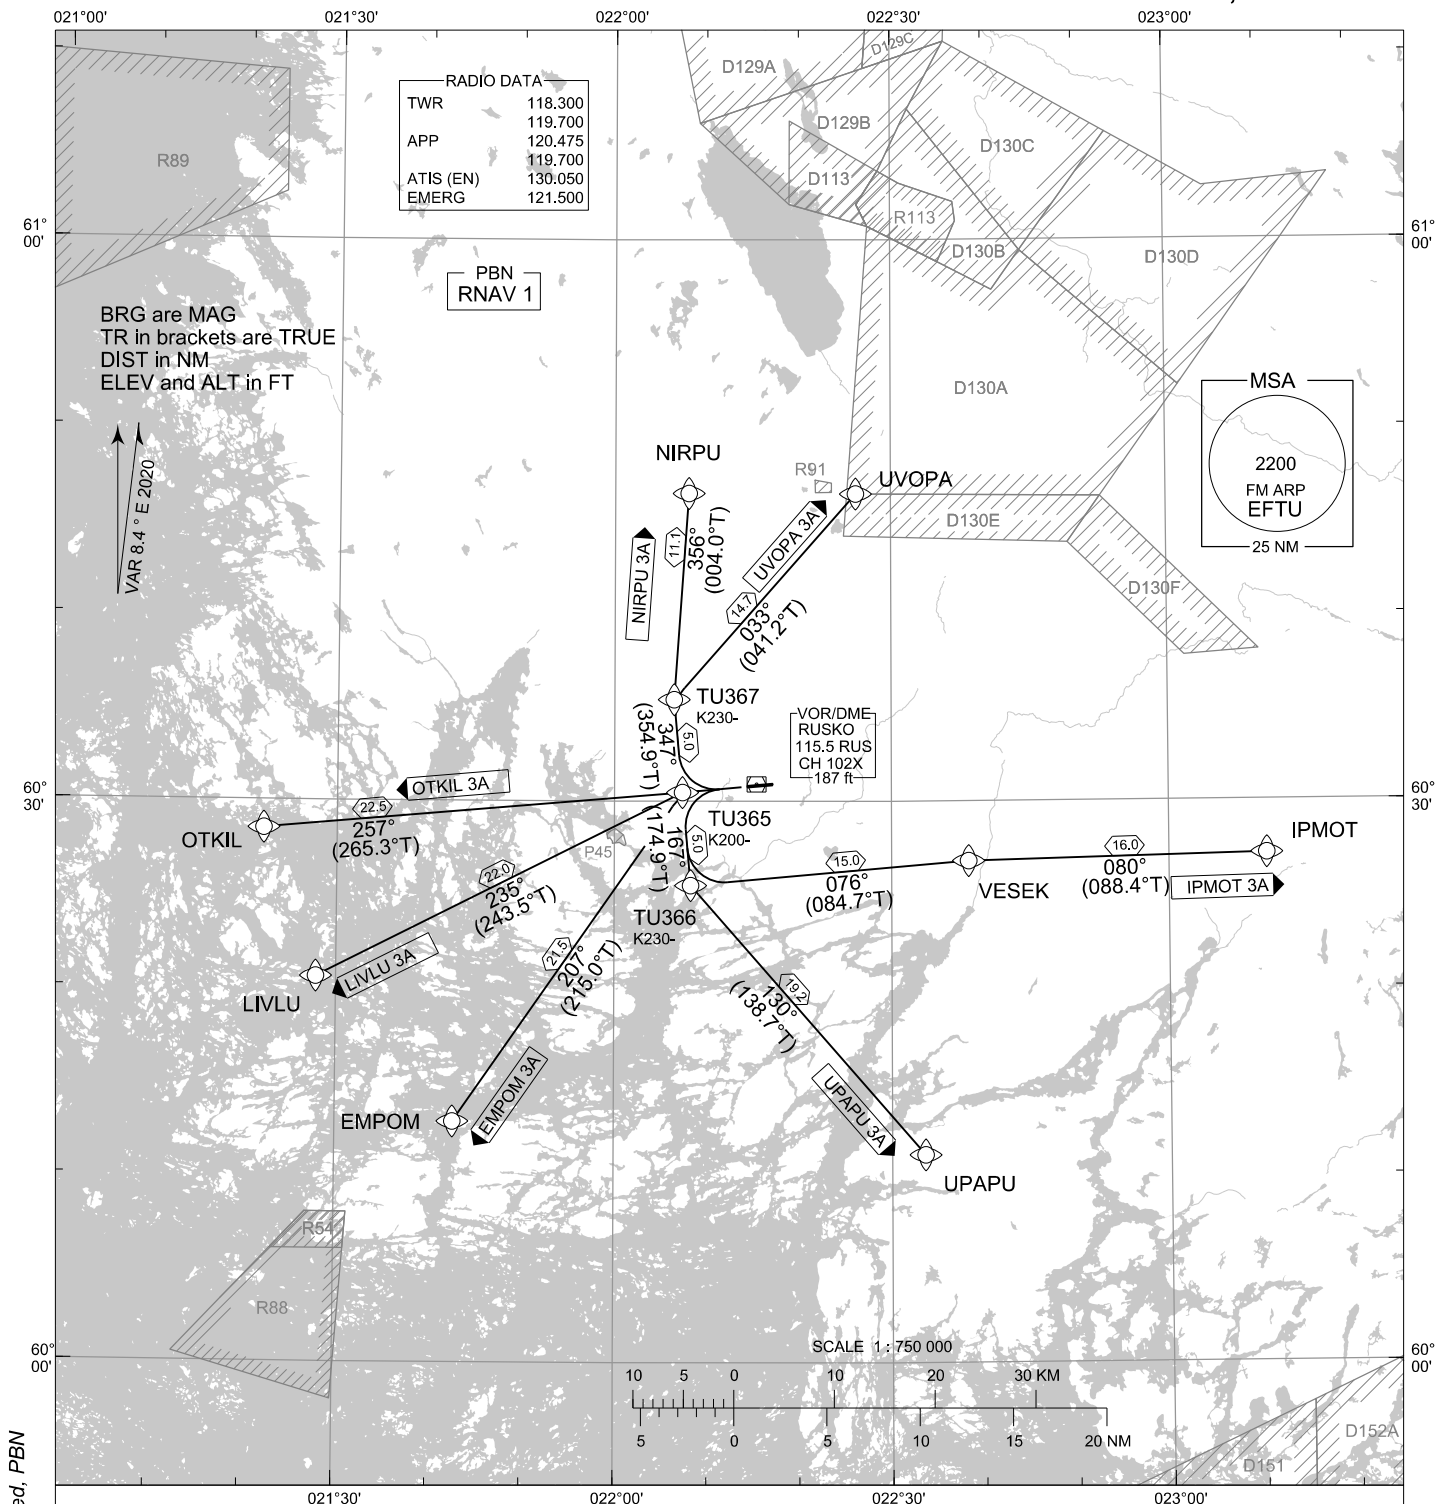 021°00'
021°30'
022°00'
022°30'
023°00'
D129C
D129A
RADIO DATA
TWR 118.300
119.700
APP 120.475
119.700
ATIS (EN) 130.050
EMERG 121.500
D129B
D130C
R89
D113
R113
D130B
D130D
61°
00'
61°
00'
PBN
RNAV 1
BRG are MAG
TR in brackets are TRUE
DIST in NM
ELEV and ALT in FT
D130A
MSA
2200
FM ARP
EFTU
25 NM
VAR 8.4 ° E 2020
NIRPU
R91
UVOPA
D130E
D130F
NIRPU 3A
11.1
356°
(004.0°T)
UVOPA 3A
14.7
033°
(041.2°T)
TU367
K230-
347°
(354.9°T)
5.0
VOR/DME
RUSKO
115.5 RUS
CH 102X
187 ft
60°
30'
60°
30'
OTKIL 3A
22.5
257°
(265.3°T)
OTKIL
TU365
K200-
P45
167°
(174.9°T)
5.0
IPMOT
15.0
076°
(084.7°T)
VESEK
16.0
080°
(088.4°T)
IPMOT 3A
22.0
235°
(243.5°T)
TU366
K230-
LIVLU 3A
LIVLU
21.5
207°
(215.0°T)
19.2
130°
(138.7°T)
EMPOM
EMPOM 3A
UPAPU 3A
UPAPU
R54
R88
60°
00'
60°
00'
SCALE 1 : 750 000
10 5 0 10 20 30 KM
5 0 5 10 15 20 NM
D152A
D151
ed, PBN
021°30'
022°00'
022°30'
023°00'